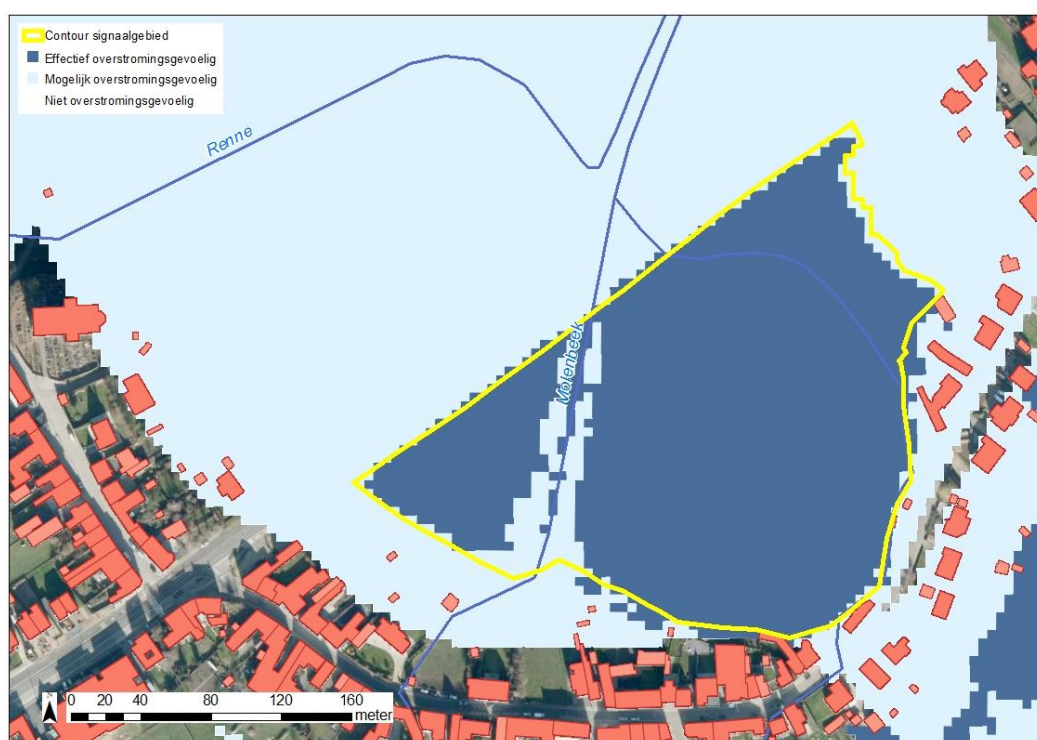 Contour signaalgebied
Effectief overstromingsgevoelig
Mogelijk overstromingsgevoelig
Niet overstromingsgevoelig
Renne
Molenbeek
N
0 20 40 80 120 160
meter